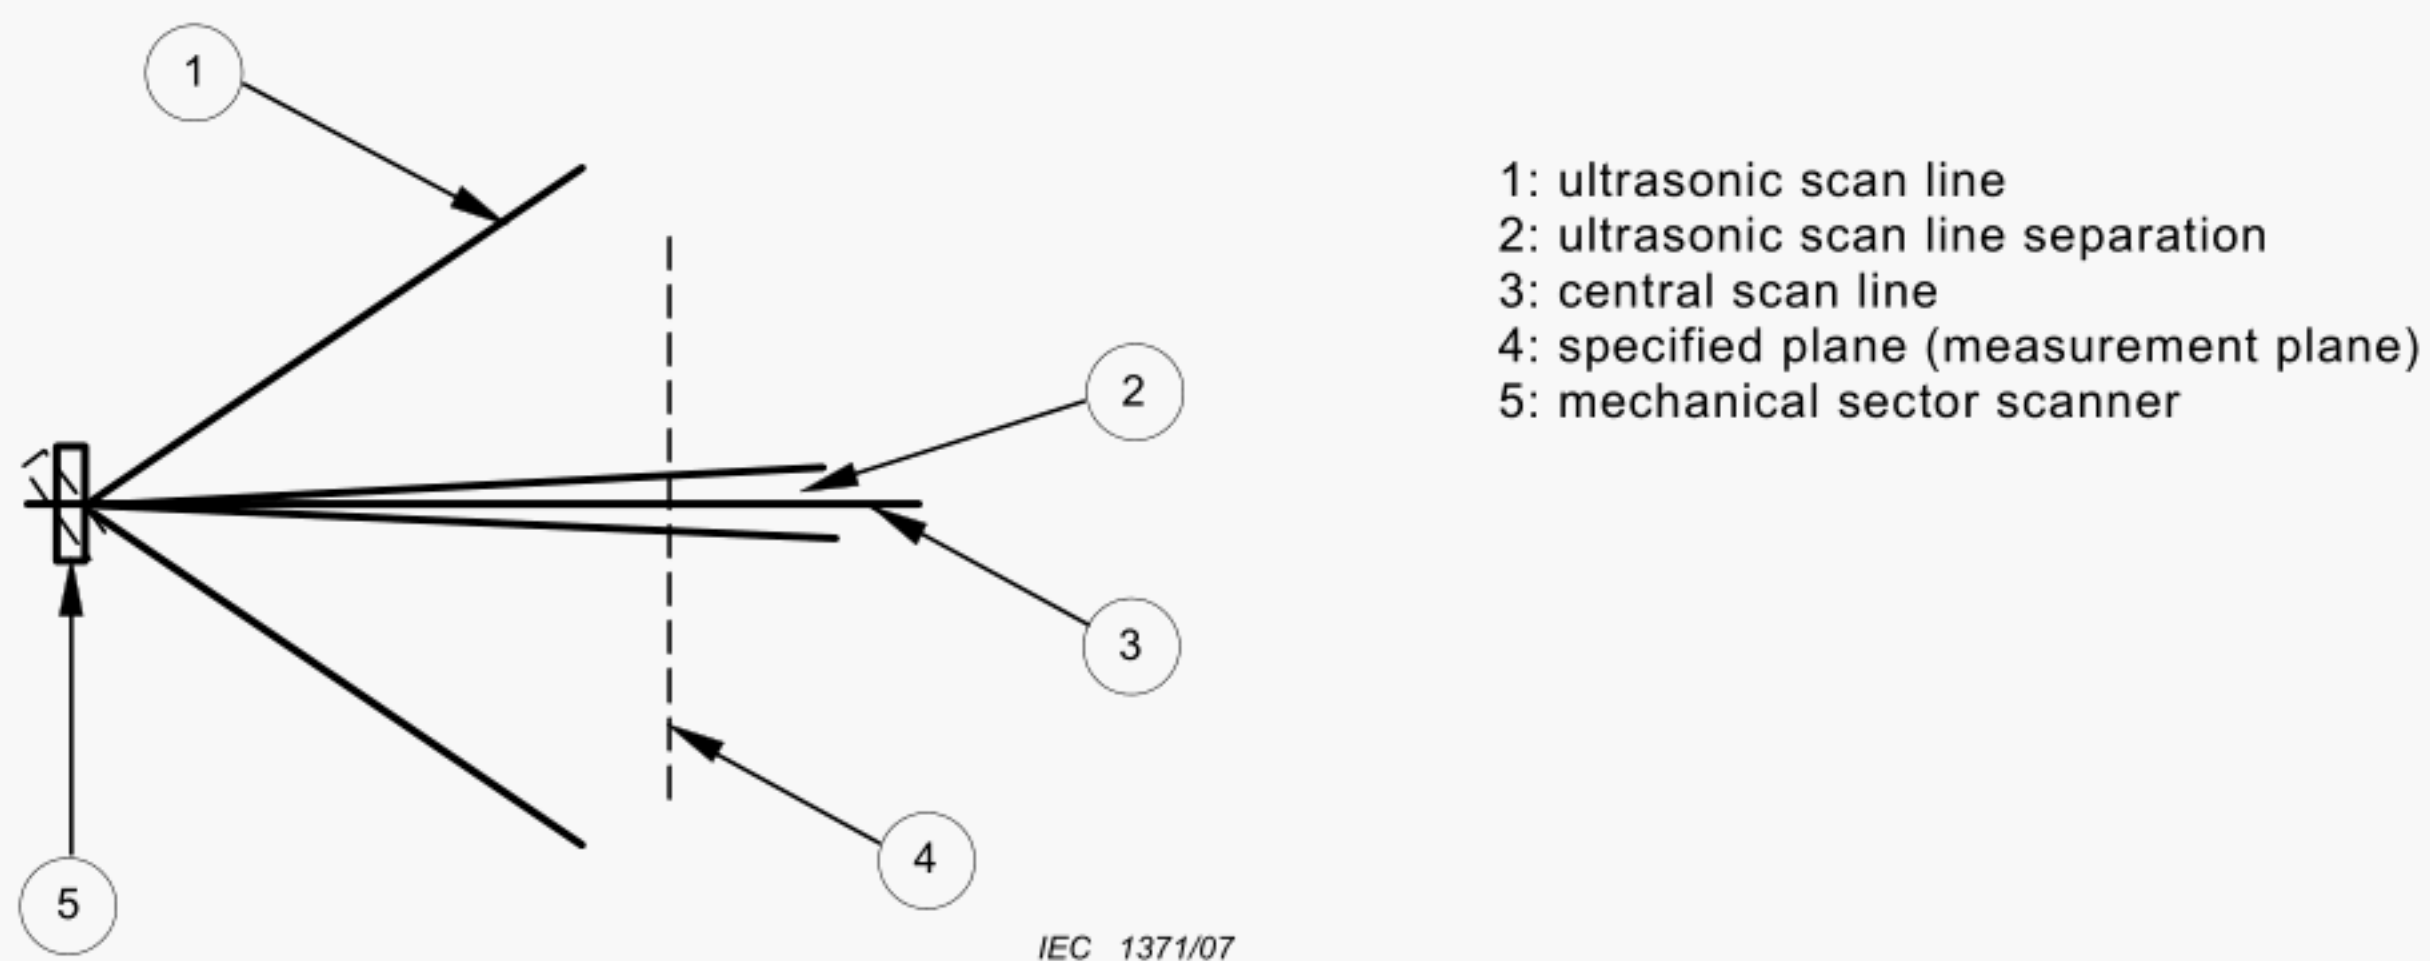 1
1: ultrasonic scan line
2: ultrasonic scan line separation
3: central scan line
4: specified plane (measurement plane)
5: mechanical sector scanner
2
3
4
5
IEC 1371/07